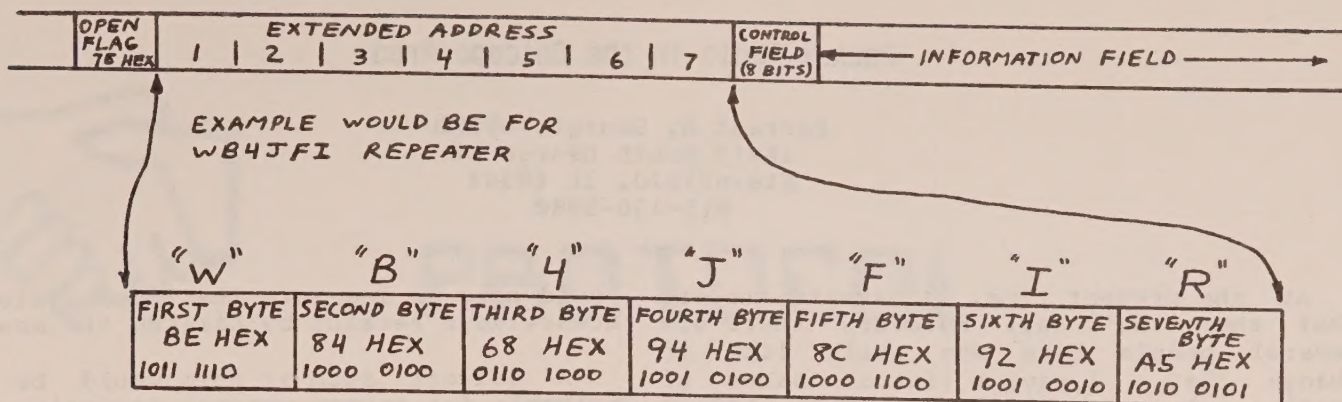 OPEN
FLAG
7E HEX
EXTENDED ADDRESS
1 | 2 | 3 | 4 | 5 | 6 | 7
CONTROL
FIELD
(8 BITS)
INFORMATION FIELD
EXAMPLE WOULD BE FOR
WB4JFI REPEATER
"W" "B" "4" "J" "F" "I" "R"
FIRST BYTE
BE HEX
1011 1110
SECOND BYTE
84 HEX
1000 0100
THIRD BYTE
68 HEX
0110 1000
FOURTH BYTE
94 HEX
1001 0100
FIFTH BYTE
8C HEX
1000 1100
SIXTH BYTE
92 HEX
1001 0010
SEVENTH
BYTE
A5 HEX
1010 0101